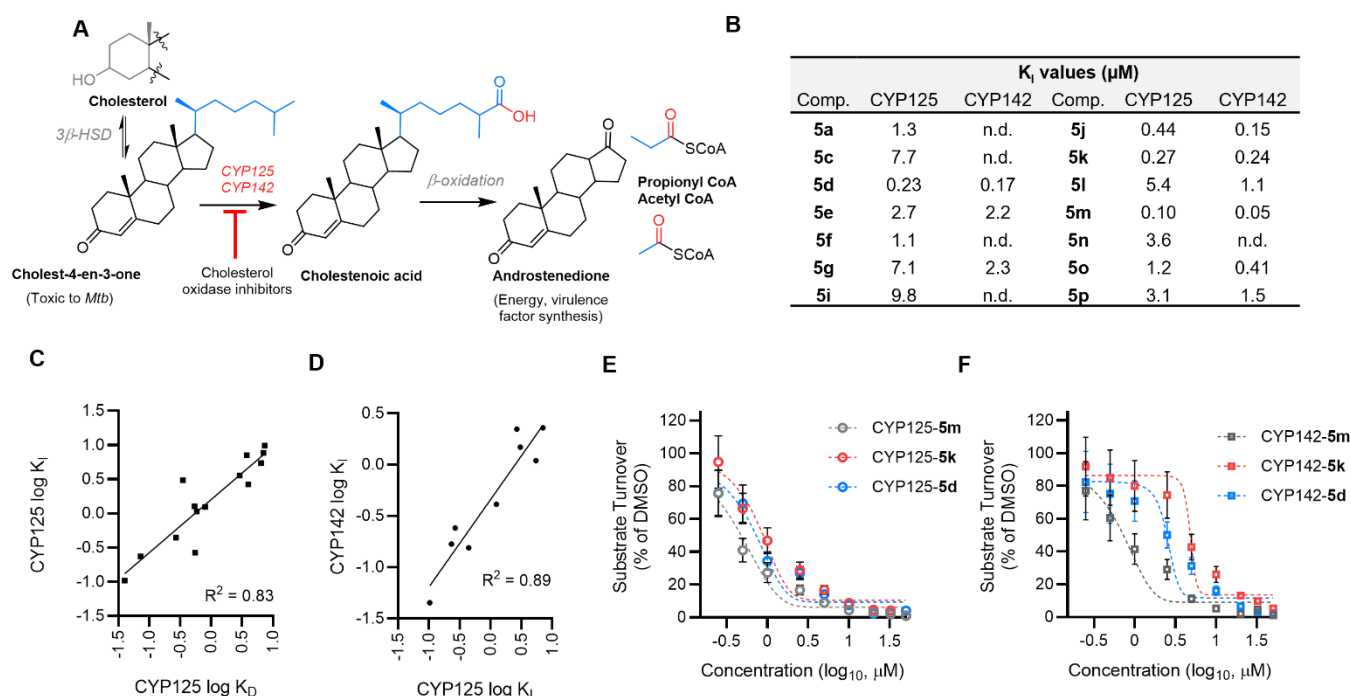 A
HO
Cholesterol
3β-HSD
CYP125
CYP142
O
O
OH
Cholest-4-en-3-one
(Toxic to Mtb)
Cholesterol
oxidase inhibitors
O
Cholestenoic acid
β-oxidation
O
O
Androstenedione
(Energy, virulence
factor synthesis)
O
SCoA
Propionyl CoA
Acetyl CoA
O
SCoA
B
K_I values (µM)
Comp. CYP125 CYP142 Comp. CYP125 CYP142
5a 1.3 n.d. 5j 0.44 0.15
5c 7.7 n.d. 5k 0.27 0.24
5d 0.23 0.17 5l 5.4 1.1
5e 2.7 2.2 5m 0.10 0.05
5f 1.1 n.d. 5n 3.6 n.d.
5g 7.1 2.3 5o 1.2 0.41
5i 9.8 n.d. 5p 3.1 1.5
C
CYP125 log K_I
1.5
1.0
0.5
0.0
-0.5
-1.0
-1.5
R² = 0.83
-1.5 -1.0 -0.5 0.0 0.5 1.0
CYP125 log K_D
D
CYP142 log K_I
0.5
0.0
-0.5
-1.0
-1.5
R² = 0.89
-1.5 -1.0 -0.5 0.0 0.5 1.0
CYP125 log K_I
E
Substrate Turnover
(% of DMSO)
120
100
80
60
40
20
0
CYP125-5m
CYP125-5k
CYP125-5d
-0.5 0 0.5 1.0 1.5
Concentration (log₁₀, µM)
F
Substrate Turnover
(% of DMSO)
120
100
80
60
40
20
0
CYP142-5m
CYP142-5k
CYP142-5d
-0.5 0 0.5 1.0 1.5
Concentration (log₁₀, µM)